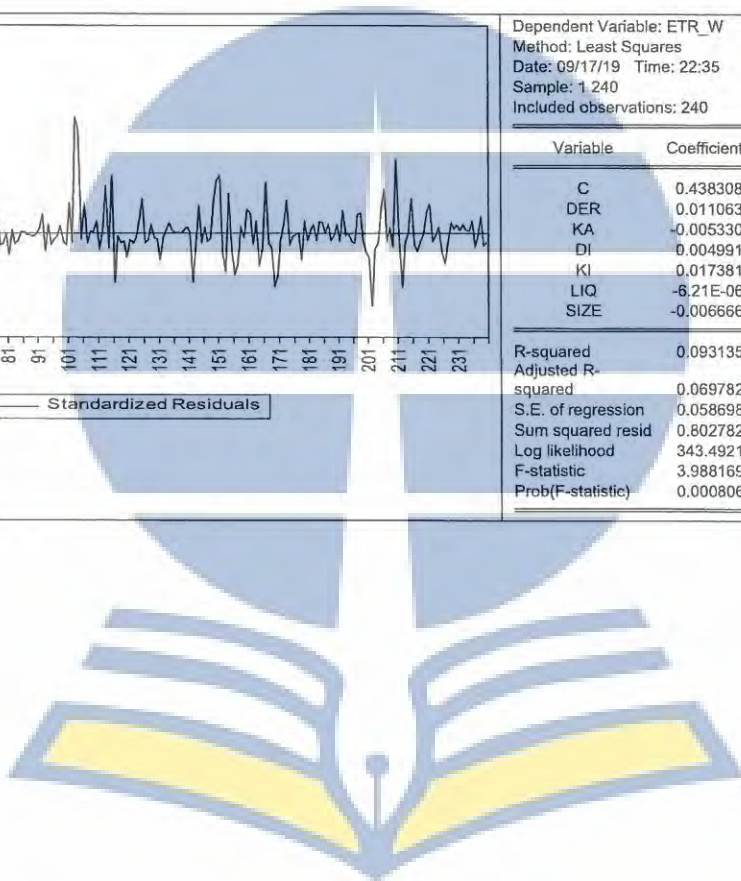 81 91 101 111 121 131 141 151 161 171 181 191 201 211 221 231
Standardized Residuals
Dependent Variable: ETR_W
Method: Least Squares
Date: 09/17/19 Time: 22:35
Sample: 1 240
Included observations: 240
Variable Coefficient
C 0.438308
DER 0.011063
KA -0.005330
DI 0.004991
KI 0.017381
LIQ -6.21E-06
SIZE -0.006666
R-squared 0.093135
Adjusted R-
squared 0.069782
S.E. of regression 0.058698
Sum squared resid 0.802782
Log likelihood 343.4921
F-statistic 3.988169
Prob(F-statistic) 0.000806